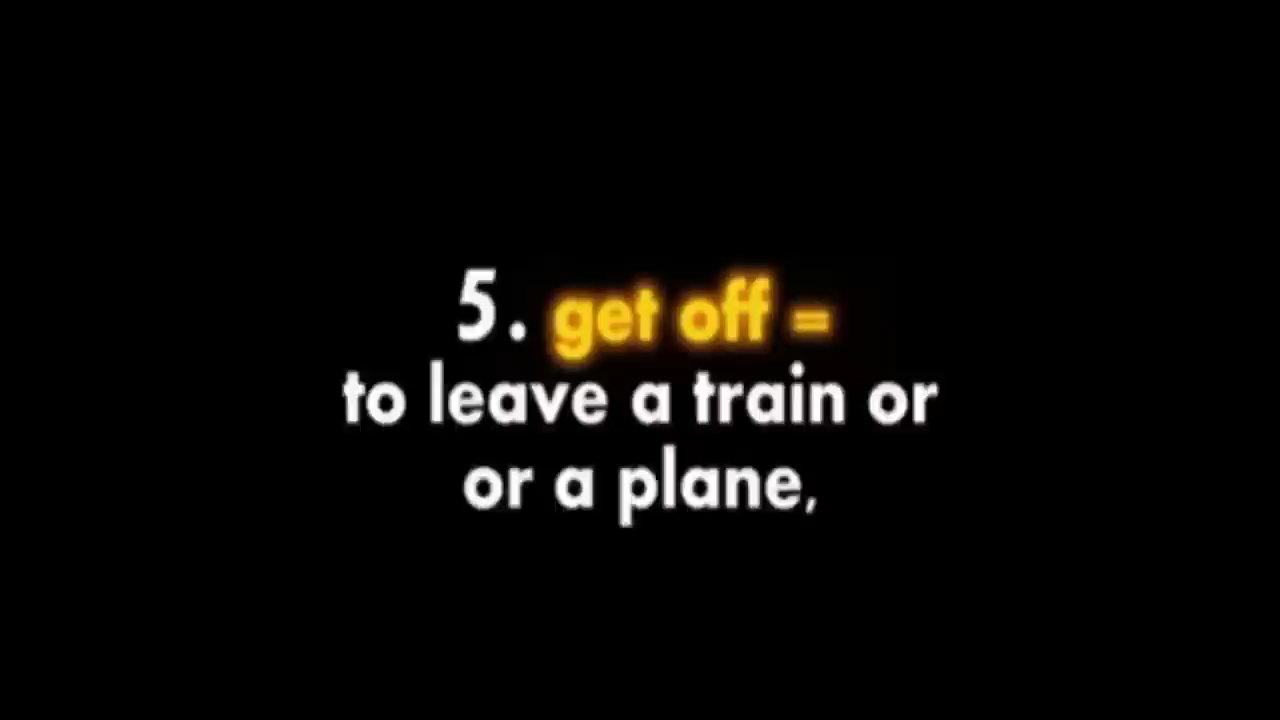 5. get off =
to leave a train or
or a plane,